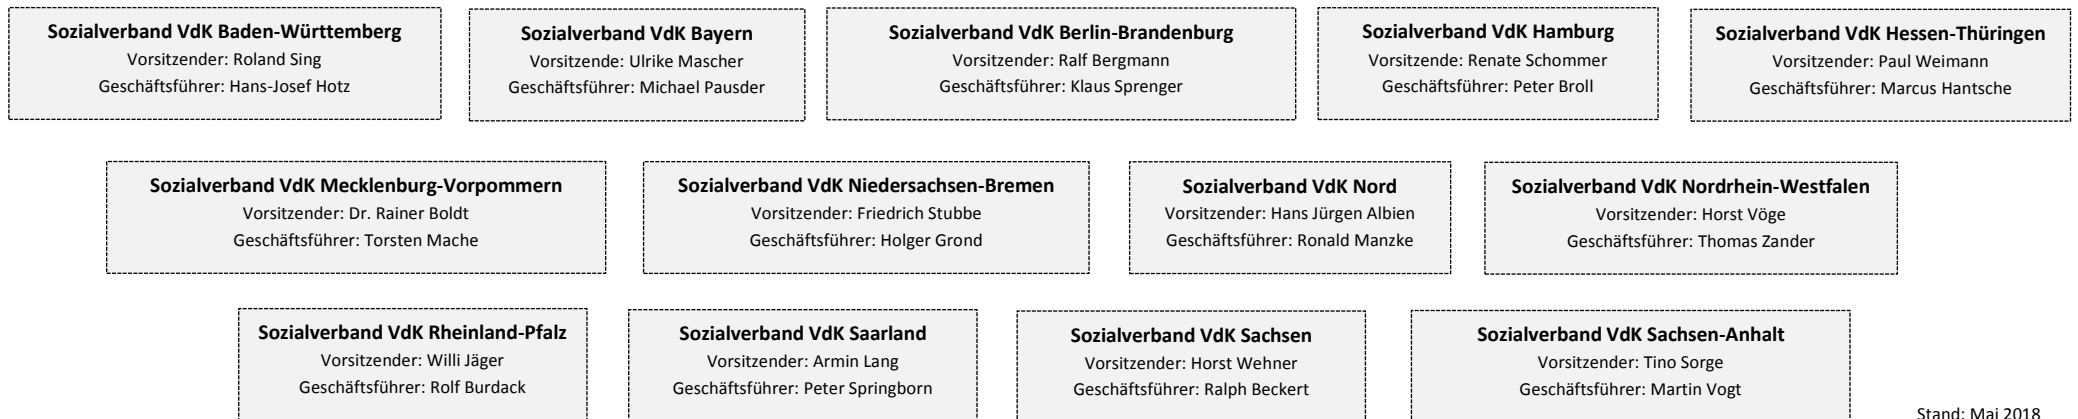 Sozialverband VdK Baden-Württemberg
Vorsitzender: Roland Sing
Geschäftsführer: Hans-Josef Hotz
Sozialverband VdK Bayern
Vorsitzende: Ulrike Mascher
Geschäftsführer: Michael Pausder
Sozialverband VdK Berlin-Brandenburg
Vorsitzender: Ralf Bergmann
Geschäftsführer: Klaus Sprenger
Sozialverband VdK Hamburg
Vorsitzende: Renate Schommer
Geschäftsführer: Peter Broll
Sozialverband VdK Hessen-Thüringen
Vorsitzender: Paul Weimann
Geschäftsführer: Marcus Hantsche
Sozialverband VdK Mecklenburg-Vorpommern
Vorsitzender: Dr. Rainer Boldt
Geschäftsführer: Torsten Mache
Sozialverband VdK Niedersachsen-Bremen
Vorsitzender: Friedrich Stubbe
Geschäftsführer: Holger Grond
Sozialverband VdK Nord
Vorsitzender: Hans Jürgen Albien
Geschäftsführer: Ronald Manzke
Sozialverband VdK Nordrhein-Westfalen
Vorsitzender: Horst Vöge
Geschäftsführer: Thomas Zander
Sozialverband VdK Rheinland-Pfalz
Vorsitzender: Willi Jäger
Geschäftsführer: Rolf Burdack
Sozialverband VdK Saarland
Vorsitzender: Armin Lang
Geschäftsführer: Peter Springborn
Sozialverband VdK Sachsen
Vorsitzender: Horst Wehner
Geschäftsführer: Ralph Beckert
Sozialverband VdK Sachsen-Anhalt
Vorsitzender: Tino Sorge
Geschäftsführer: Martin Vogt
Stand: Mai 2018